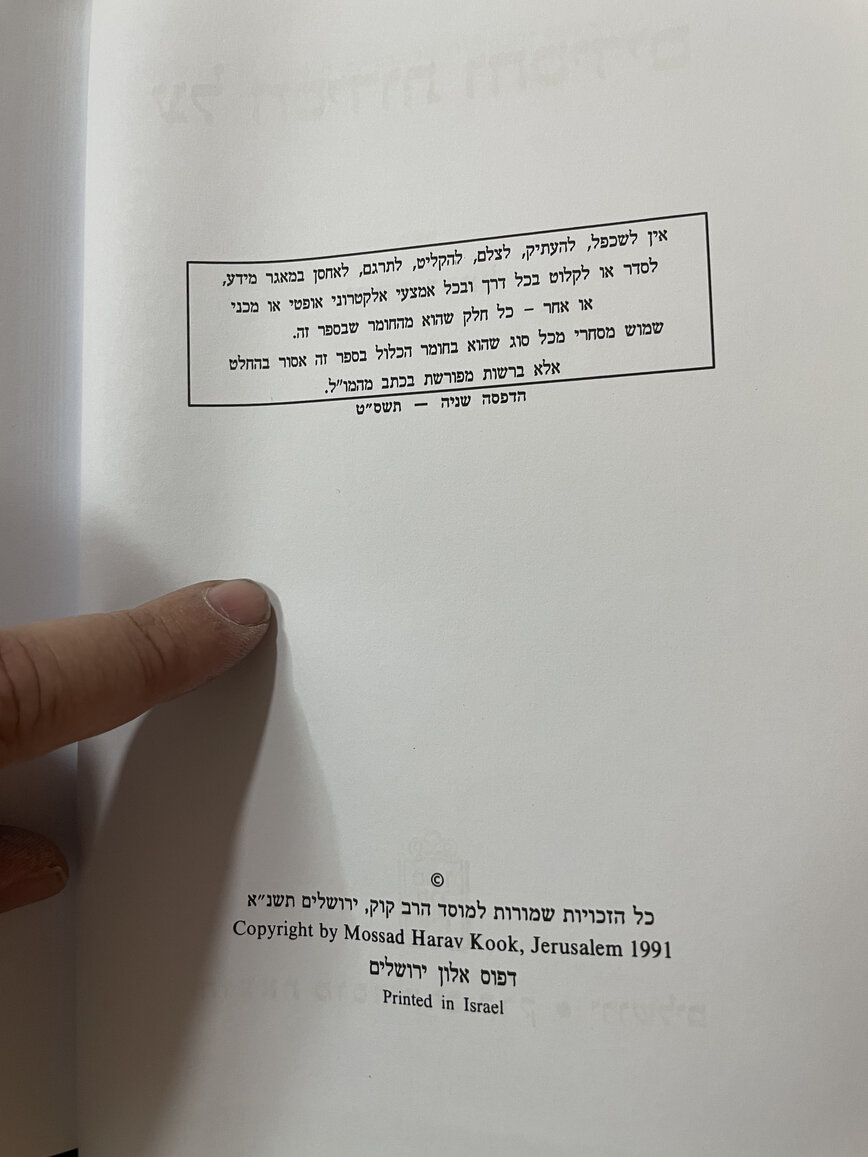 אין לשכפל, להעתיק, לצלם, להקליט, לתרגם, לאחסן במאגר מידע,
לסדר או לקלוט בכל דרך ובכל אמצעי אלקטרוני אופטי או מכני
או אחר – כל חלק שהוא מהחומר שבספר זה.
שמוש מסחרי מכל סוג שהוא בחומר הכלול בספר זה אסור בהחלט
אלא ברשות מפורשת בכתב מהמו"ל.
הדפסה שניה — תשס"ט
©
כל הזכויות שמורות למוסד הרב קוק, ירושלים תשנ"א
Copyright by Mossad Harav Kook, Jerusalem 1991
דפוס אלון ירושלים
Printed in Israel